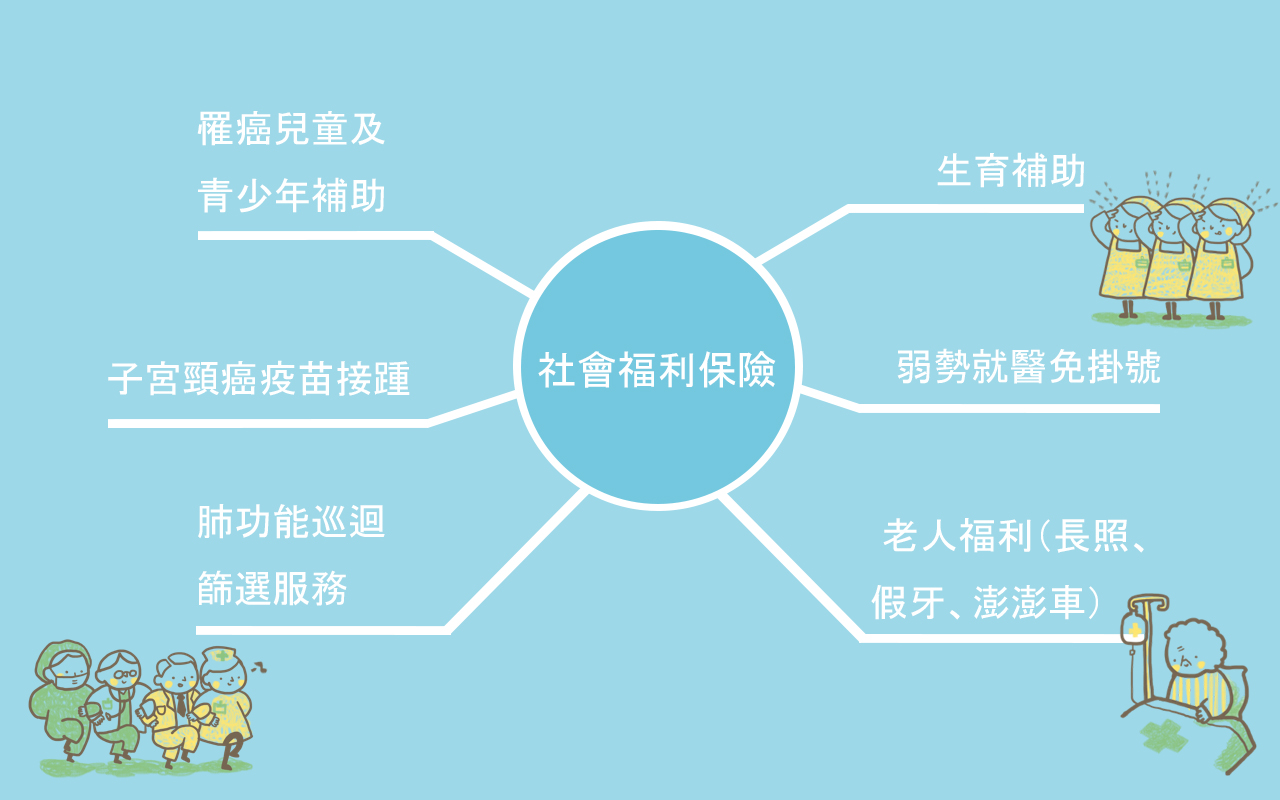 罹癌兒童及
青少年補助
子宮頸癌疫苗接踵
肺功能巡迴
篩選服務
社會福利保險
生育補助
弱勢就醫免掛號
老人福利(長照、
假牙、澎澎車)